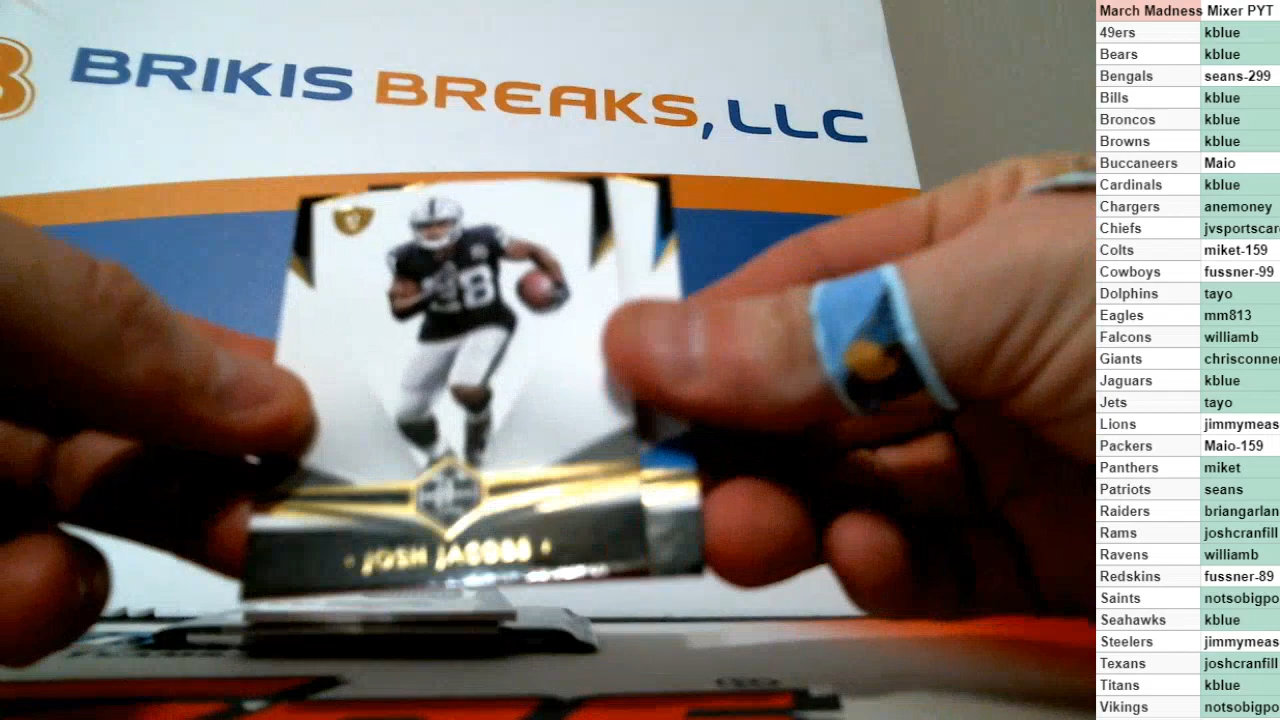 BRIKIS BREAKS, LLC
28
JOSH JACOBS
March Madness Mixer PYT
49ers kblue
Bears kblue
Bengals seans-299
Bills kblue
Broncos kblue
Browns kblue
Buccaneers Maio
Cardinals kblue
Chargers anemoney
Chiefs jvsportscar
Colts miket-159
Cowboys fussner-99
Dolphins tayo
Eagles mm813
Falcons williamb
Giants chrisconne
Jaguars kblue
Jets tayo
Lions jimmymeas
Packers Maio-159
Panthers miket
Patriots seans
Raiders briangarlan
Rams joshcranfill
Ravens williamb
Redskins fussner-89
Saints notsobigpo
Seahawks kblue
Steelers jimmymeas
Texans joshcranfill
Titans kblue
Vikings notsobigpo